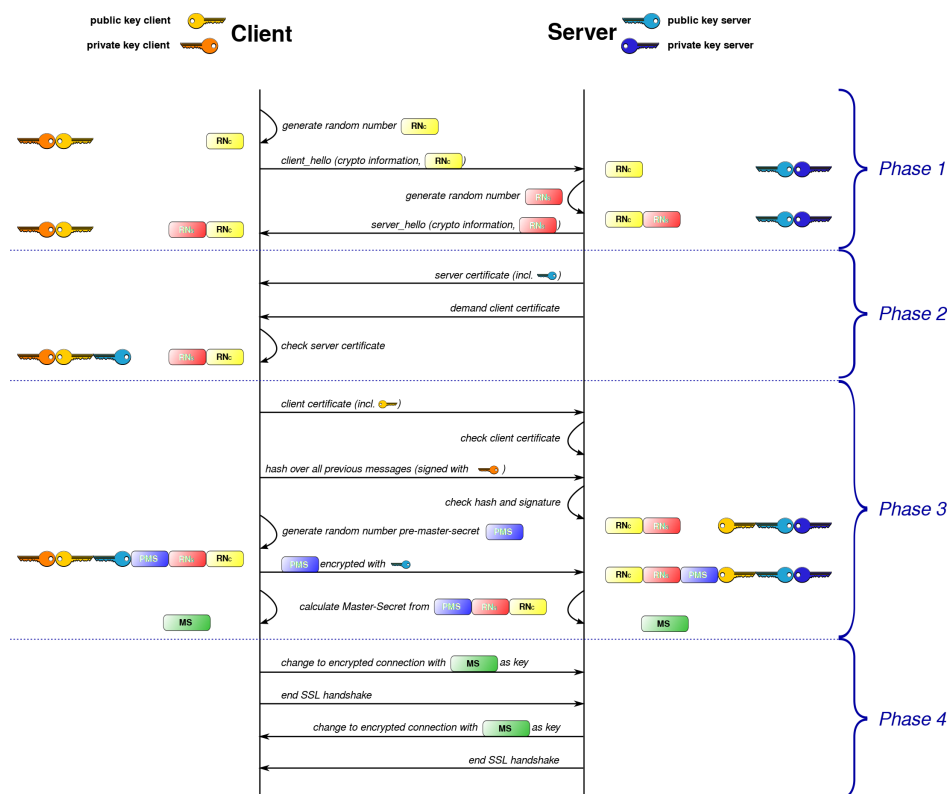 public key client
private key client
Client
Server
public key server
private key server
generate random number RNc
RNc
client_hello (crypto information, RNc )
RNc
Phase 1
generate random number RNs
RNc RNs
server_hello (crypto information, RNs )
RNs RNc
server certificate (incl. )
demand client certificate
Phase 2
check server certificate
RNs RNc
client certificate (incl. )
check client certificate
hash over all previous messages (signed with )
check hash and signature
Phase 3
RNc RNs
generate random number pre-master-secret PMS
PMS RNs RNc
PMS encrypted with
RNc RNs PMS
calculate Master-Secret from PMS RNs RNc
MS
MS
change to encrypted connection with MS as key
end SSL handshake
Phase 4
change to encrypted connection with MS as key
end SSL handshake